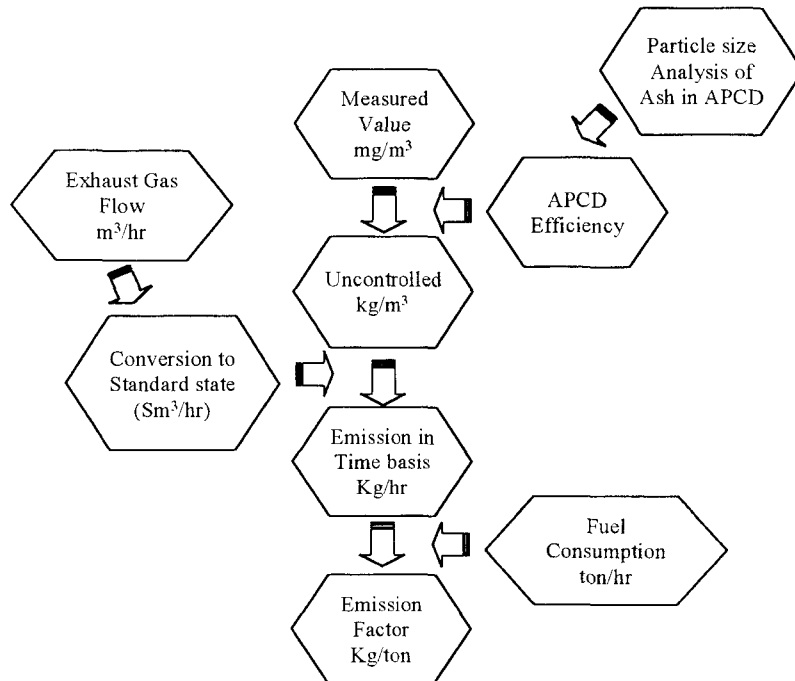 Particle size
Analysis of
Ash in APCD
Measured
Value
mg/m³
Exhaust Gas
Flow
m³/hr
APCD
Efficiency
Uncontrolled
kg/m³
Conversion to
Standard state
(Sm³/hr)
Emission in
Time basis
Kg/hr
Fuel
Consumption
ton/hr
Emission
Factor
Kg/ton